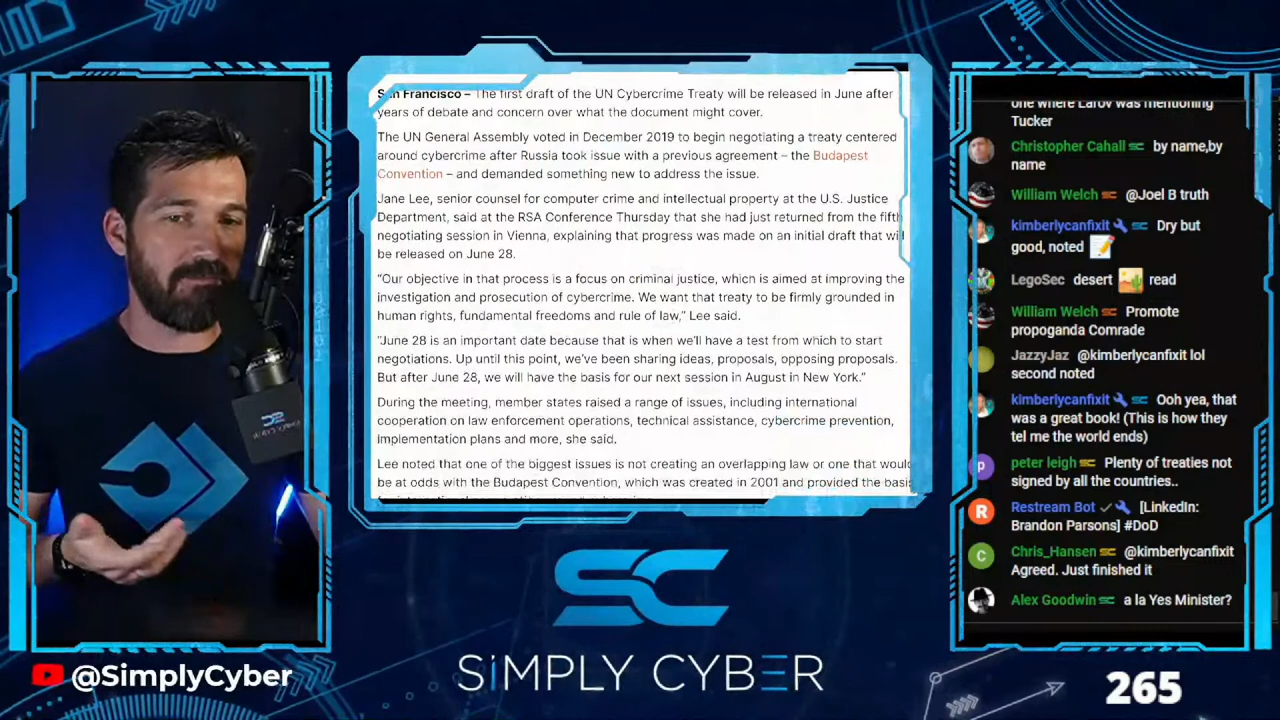 San Francisco – The first draft of the UN Cybercrime Treaty will be released in June after
years of debate and concern over what the document might cover.
The UN General Assembly voted in December 2019 to begin negotiating a treaty centered
around cybercrime after Russia took issue with a previous agreement – the Budapest
Convention – and demanded something new to address the issue.
Jane Lee, senior counsel for computer crime and intellectual property at the U.S. Justice
Department, said at the RSA Conference Thursday that she had just returned from the fifth
negotiating session in Vienna, explaining that progress was made on an initial draft that will
be released on June 28.
“Our objective in that process is a focus on criminal justice, which is aimed at improving the
investigation and prosecution of cybercrime. We want that treaty to be firmly grounded in
human rights, fundamental freedoms and rule of law,” Lee said.
“June 28 is an important date because that is when we’ll have a test from which to start
negotiations. Up until this point, we’ve been sharing ideas, proposals, opposing proposals.
But after June 28, we will have the basis for our next session in August in New York.”
During the meeting, member states raised a range of issues, including international
cooperation on law enforcement operations, technical assistance, cybercrime prevention,
implementation plans and more, she said.
Lee noted that one of the biggest issues is not creating an overlapping law or one that would
be at odds with the Budapest Convention, which was created in 2001 and provided the basis
one where Larov was mentioning
Tucker
Christopher Cahall SC by name,by
name
William Welch SC @Joel B truth
kimberlycanfixit SC Dry but
good, noted
LegoSec desert read
William Welch SC Promote
propoganda Comrade
JazzyJaz @kimberlycanfixit lol
second noted
kimberlycanfixit SC Ooh yea, that
was a great book! (This is how they
tell me the world ends)
p peter leigh SC Plenty of treaties not
signed by all the countries..
R Restream Bot [LinkedIn:
Brandon Parsons] #DoD
C Chris_Hansen SC @kimberlycanfixit
Agreed. Just finished it
Alex Goodwin SC a la Yes Minister?
SC
SIMPLY CYBER
SC
SIMPLY CYBER
@SimplyCyber
265